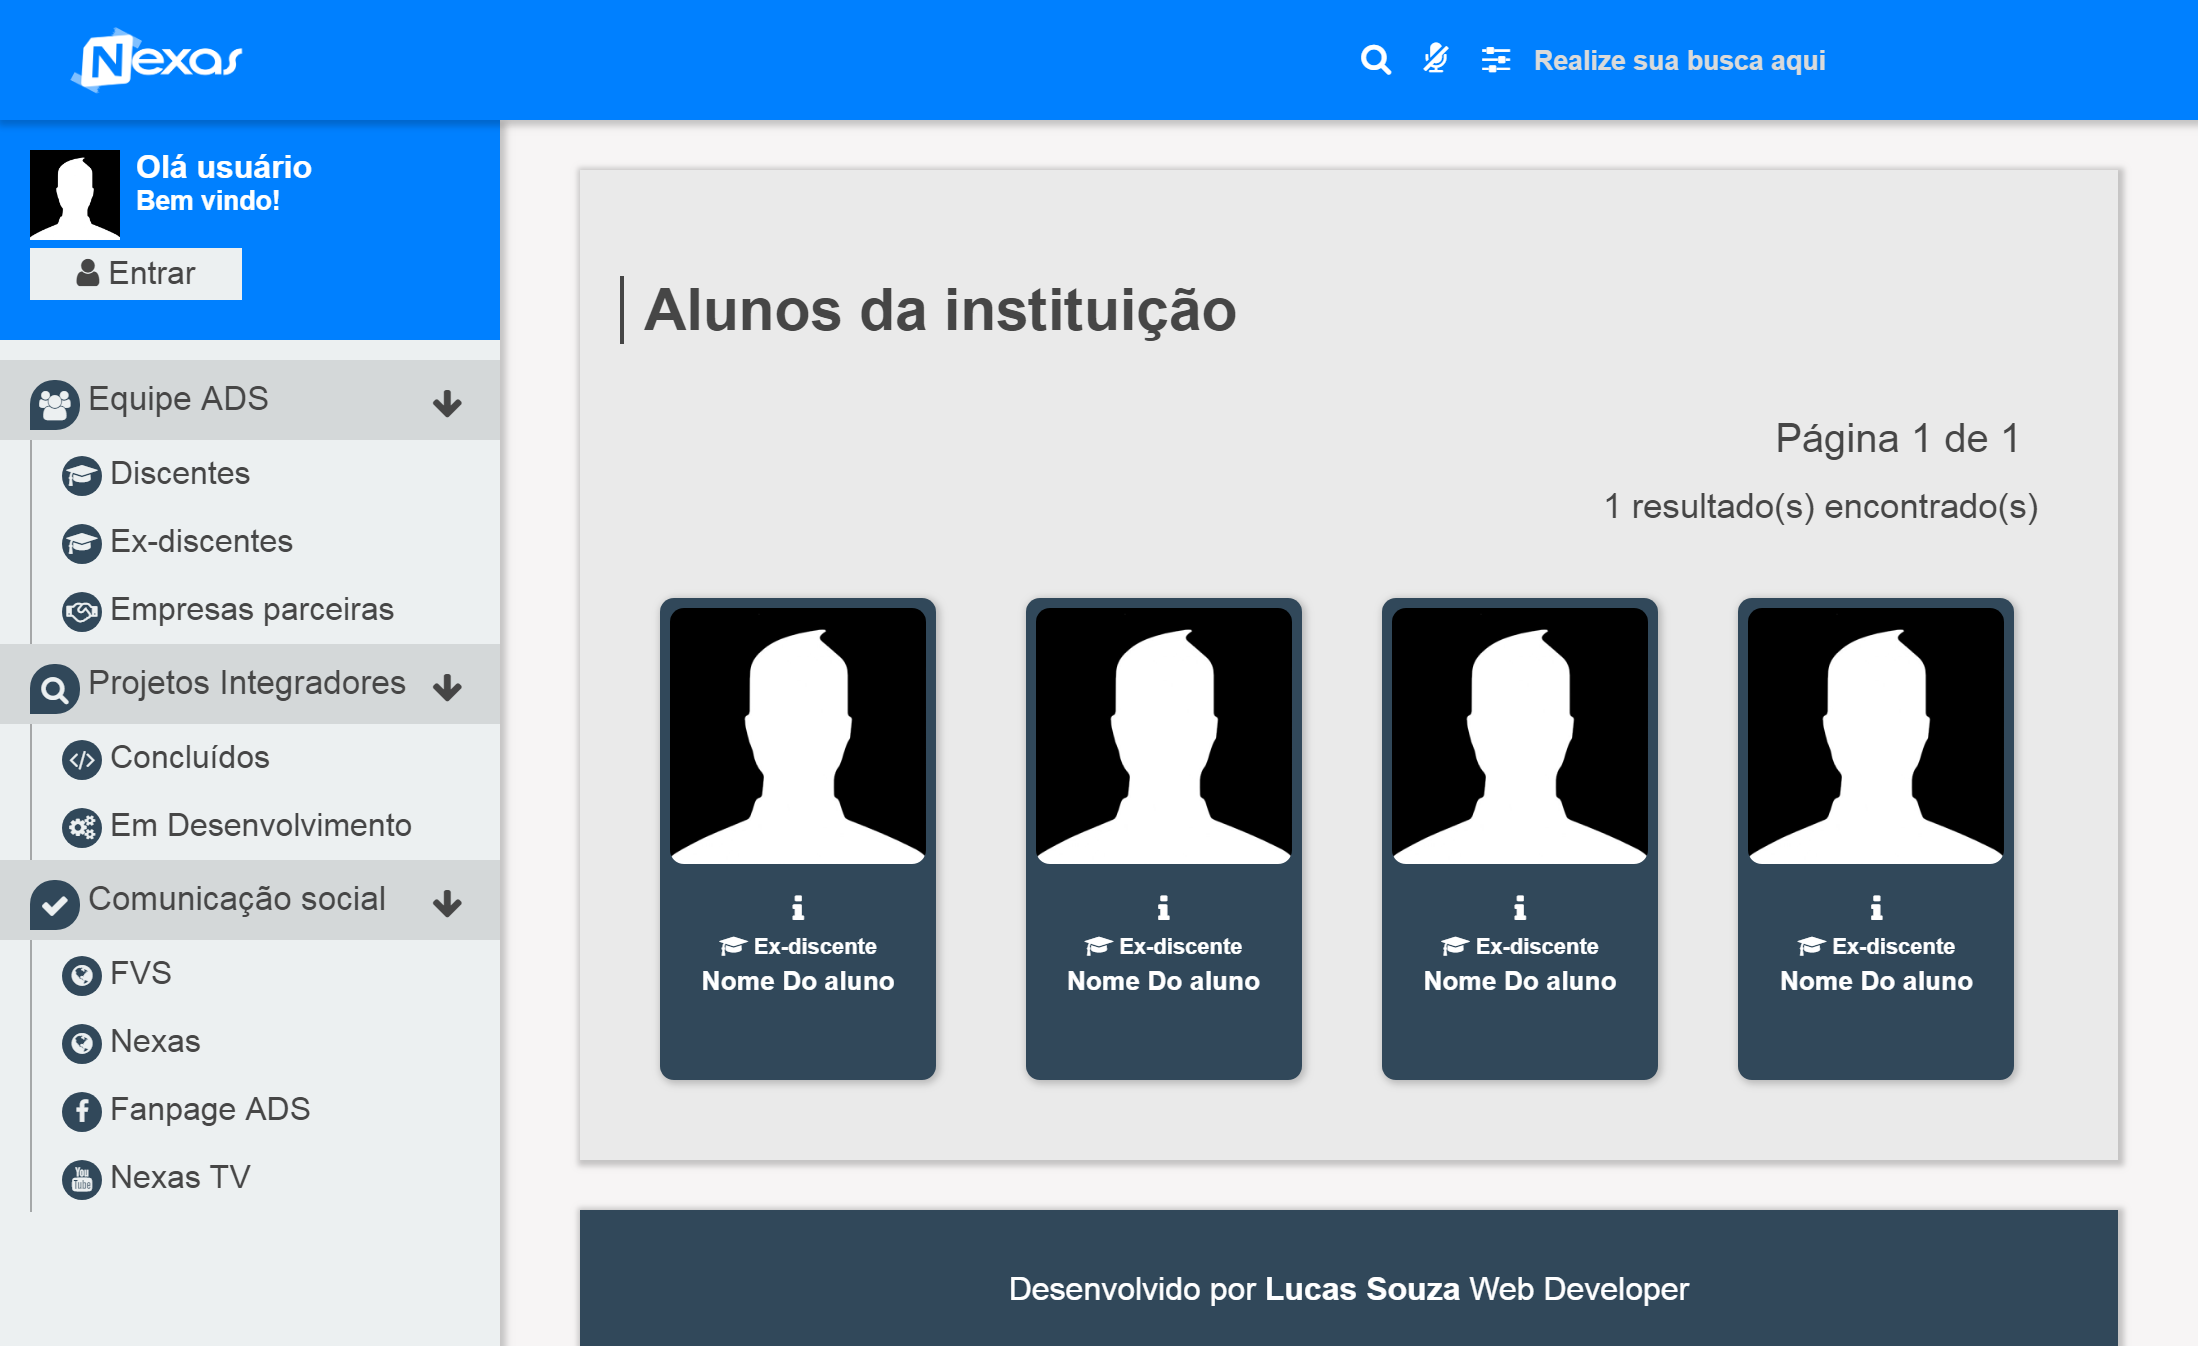 Nexas
Realize sua busca aqui
Olá usuário
Bem vindo!
Entrar
Equipe ADS
Discentes
Ex-discentes
Empresas parceiras
Projetos Integradores
Concluídos
Em Desenvolvimento
Comunicação social
FVS
Nexas
Fanpage ADS
You
Tube
Nexas TV
Alunos da instituição
Página 1 de 1
1 resultado(s) encontrado(s)
Ex-discente
Nome Do aluno
Ex-discente
Nome Do aluno
Ex-discente
Nome Do aluno
Ex-discente
Nome Do aluno
Desenvolvido por Lucas Souza Web Developer